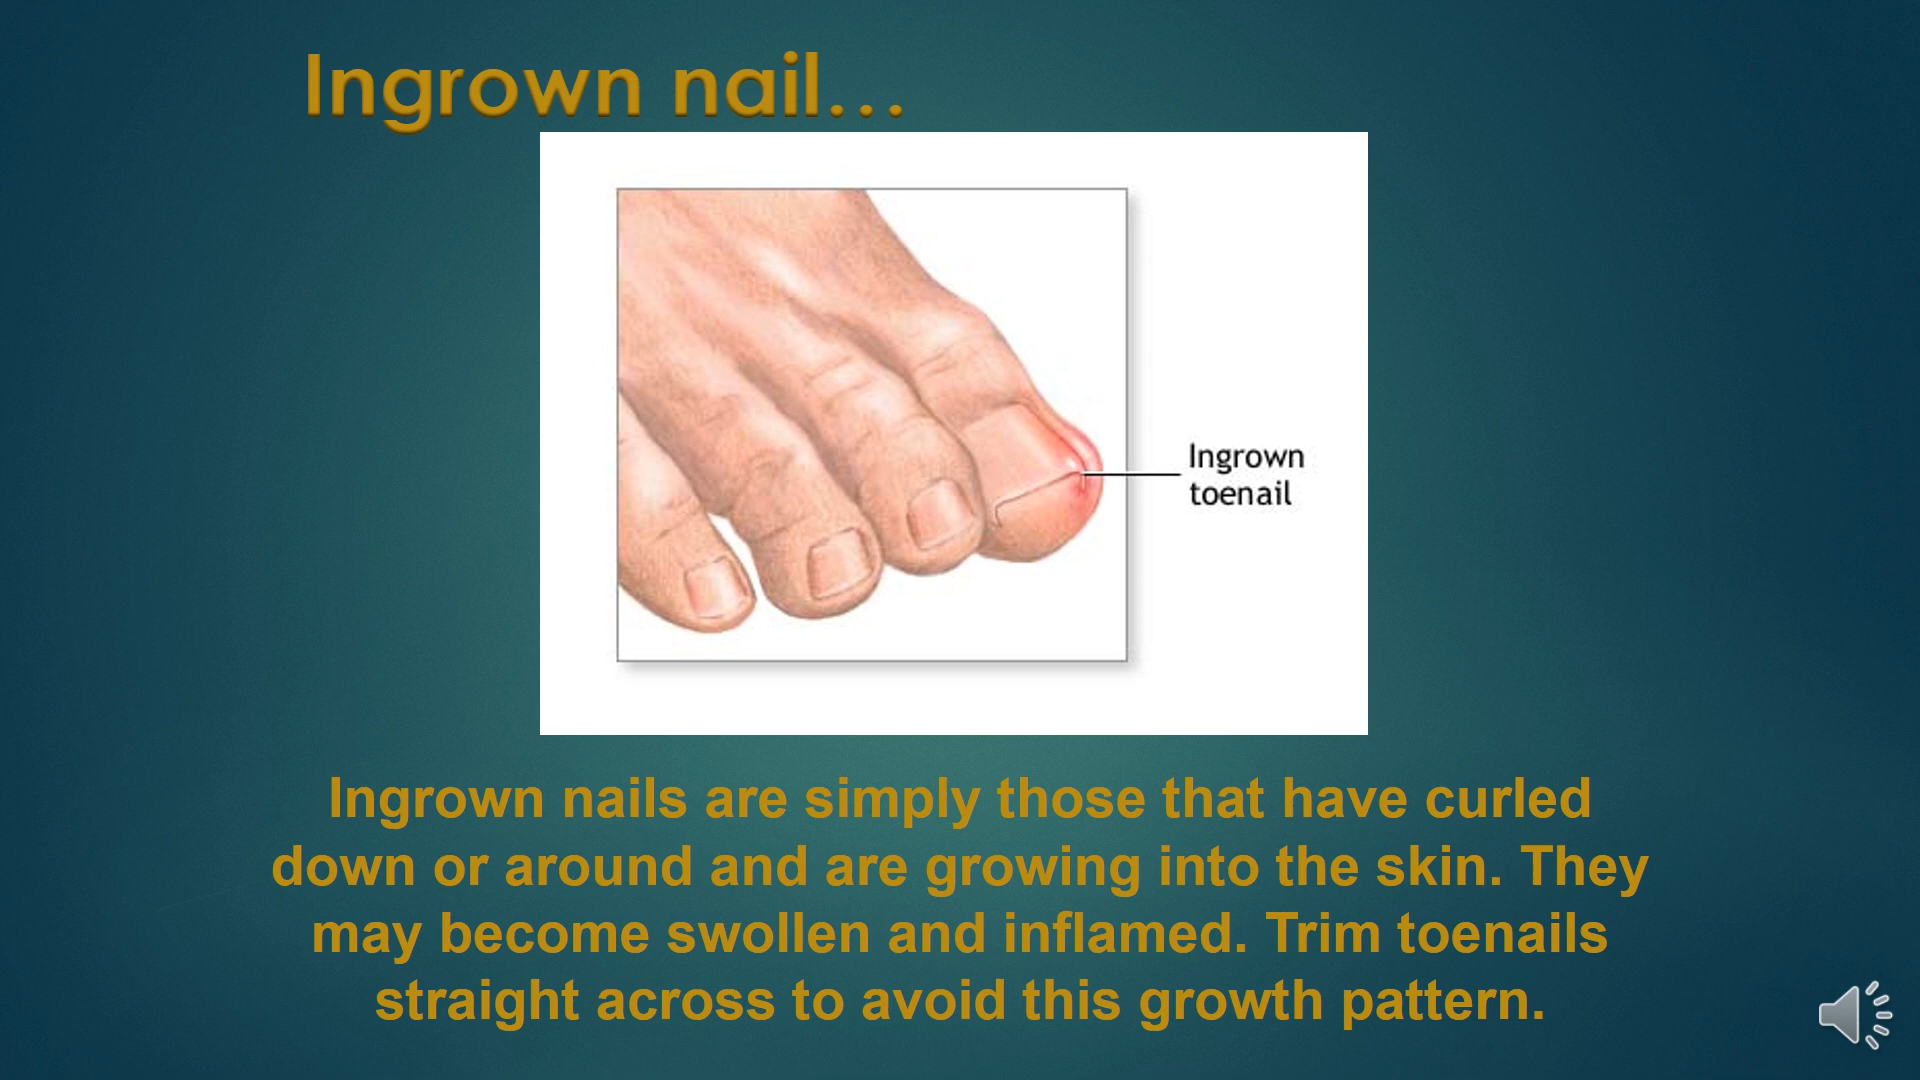 Ingrown nail…
Ingrown
toenail
Ingrown nails are simply those that have curled
down or around and are growing into the skin. They
may become swollen and inflamed. Trim toenails
straight across to avoid this growth pattern.